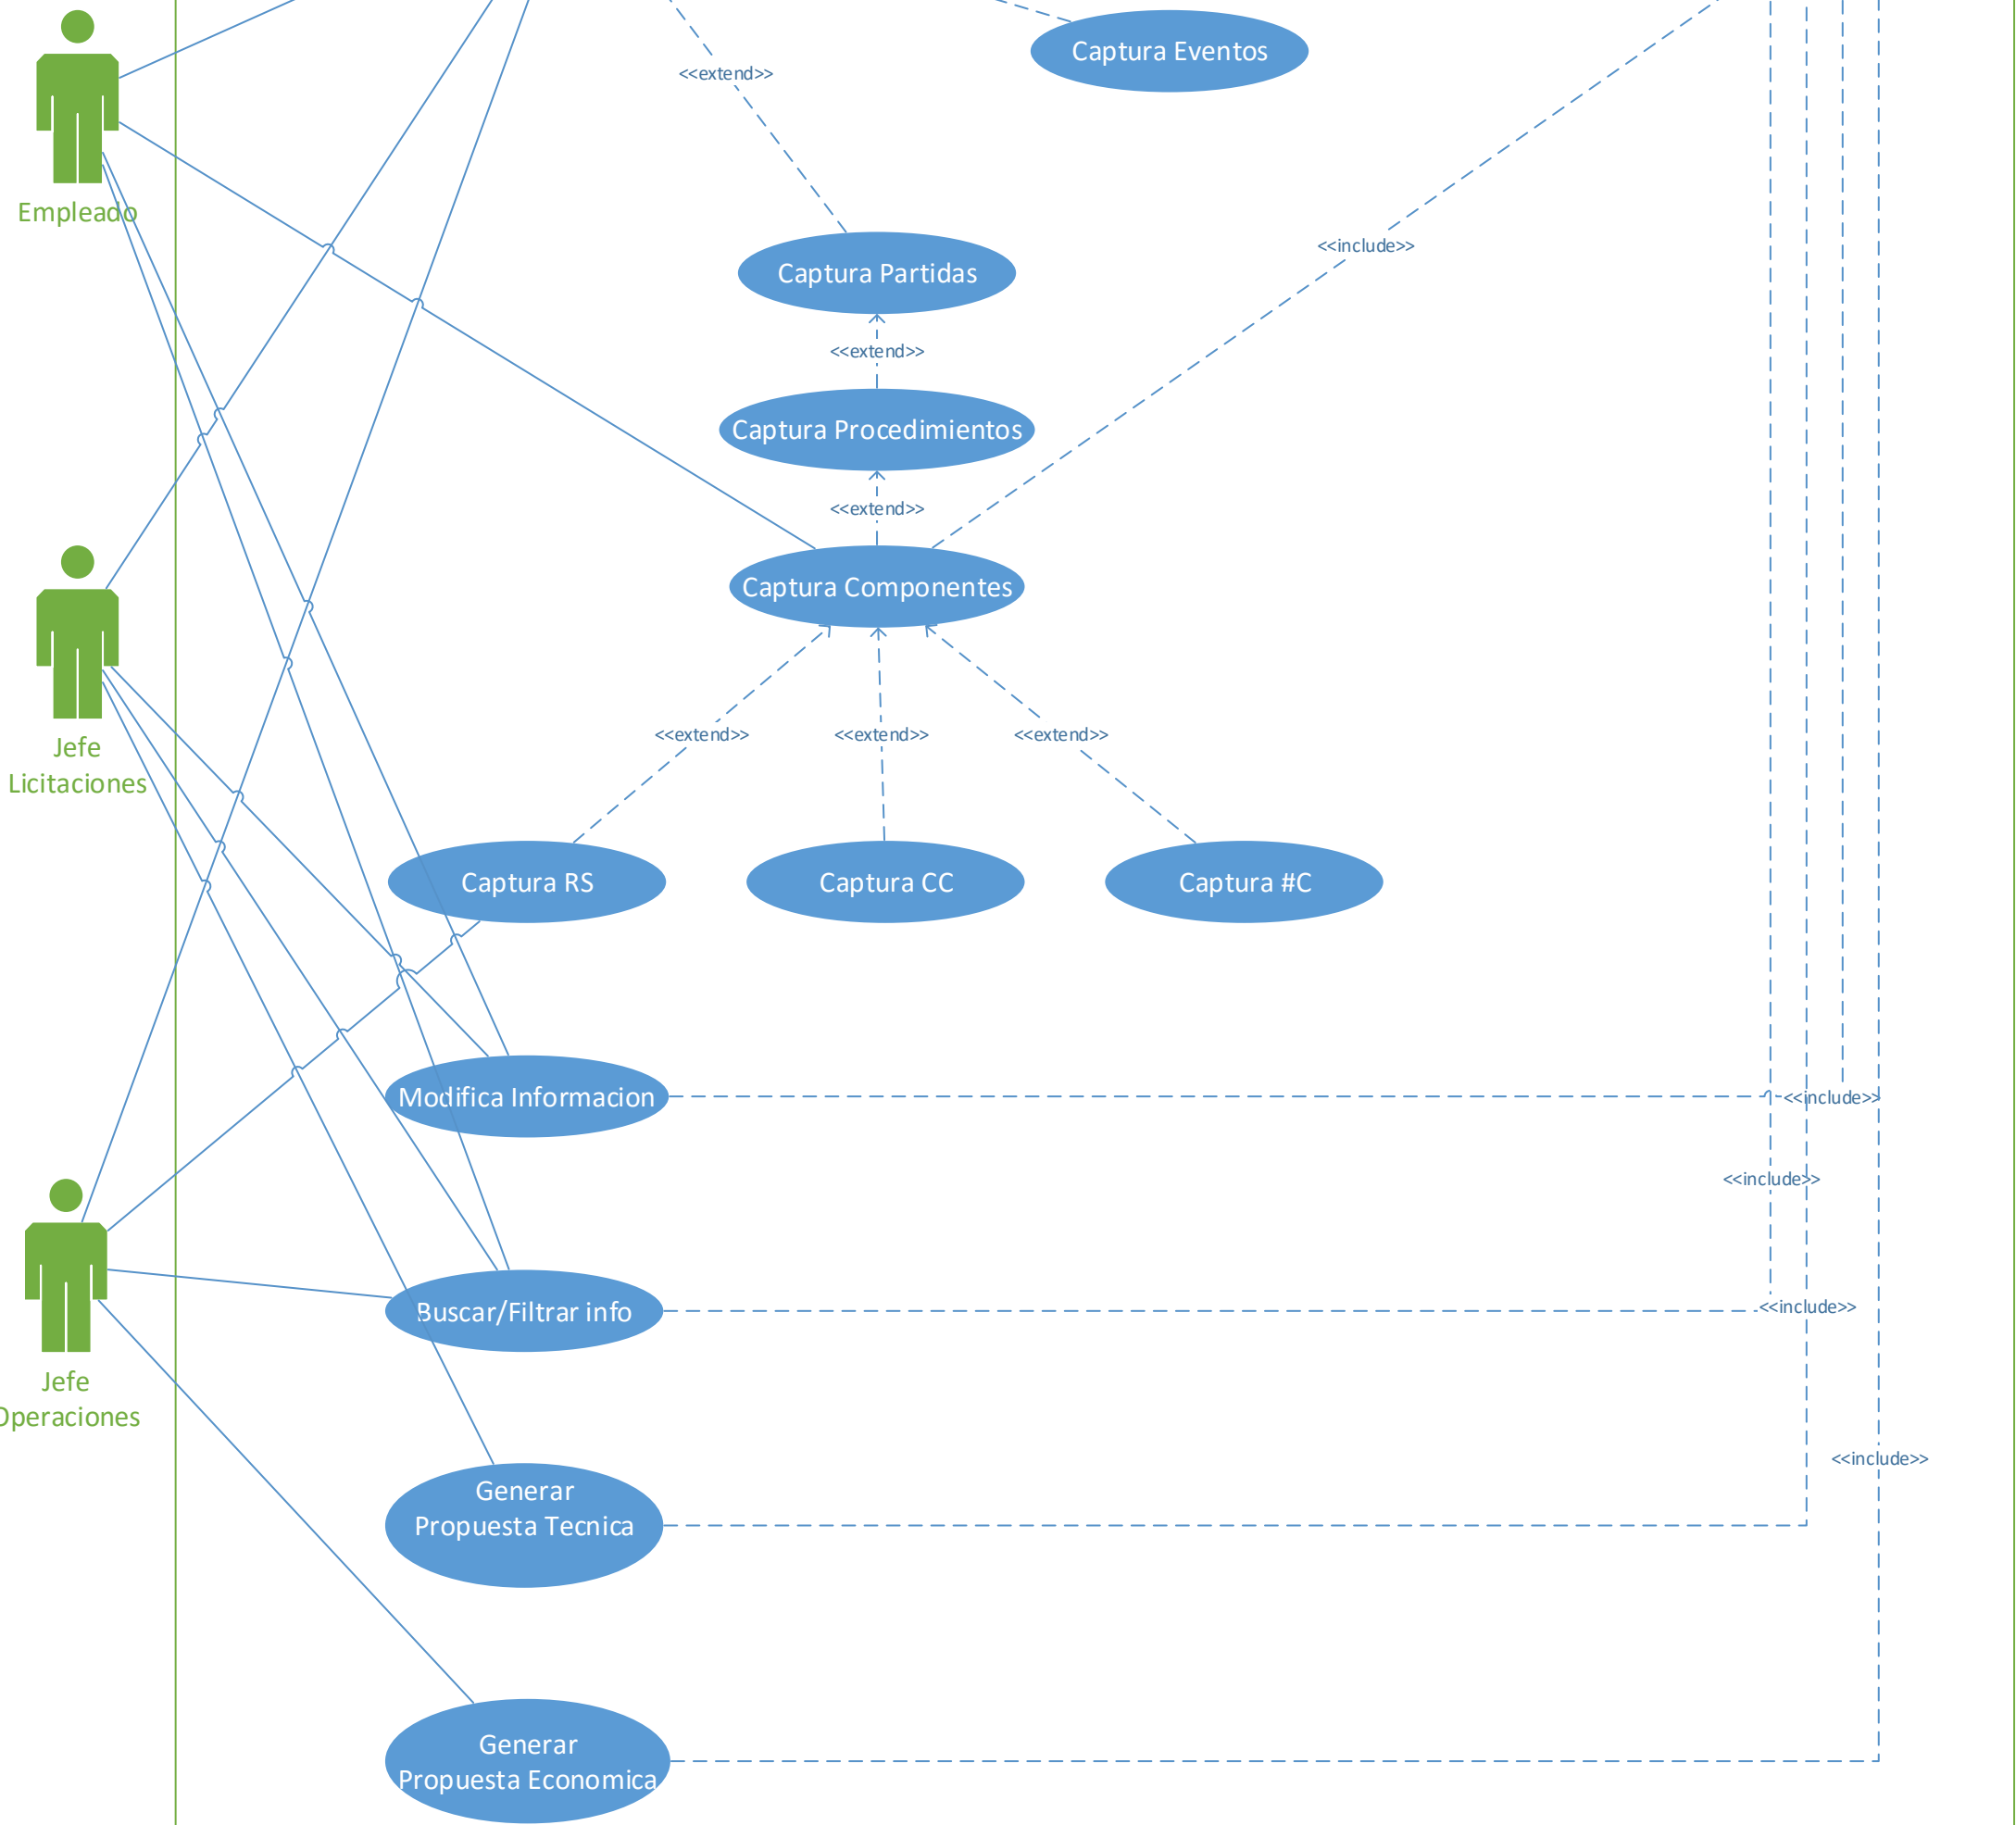 Captura Eventos
<<extend>>
Empleado
<<include>>
Captura Partidas
<<extend>>
Captura Procedimientos
<<extend>>
Captura Componentes
Jefe
Licitaciones
<<extend>>
<<extend>>
<<extend>>
Captura RS
Captura CC
Captura #C
Modifica Informacion
<<include>>
<<include>>
Buscar/Filtrar info
<<include>>
Jefe
Operaciones
<<include>>
Generar
Propuesta Tecnica
Generar
Propuesta Economica